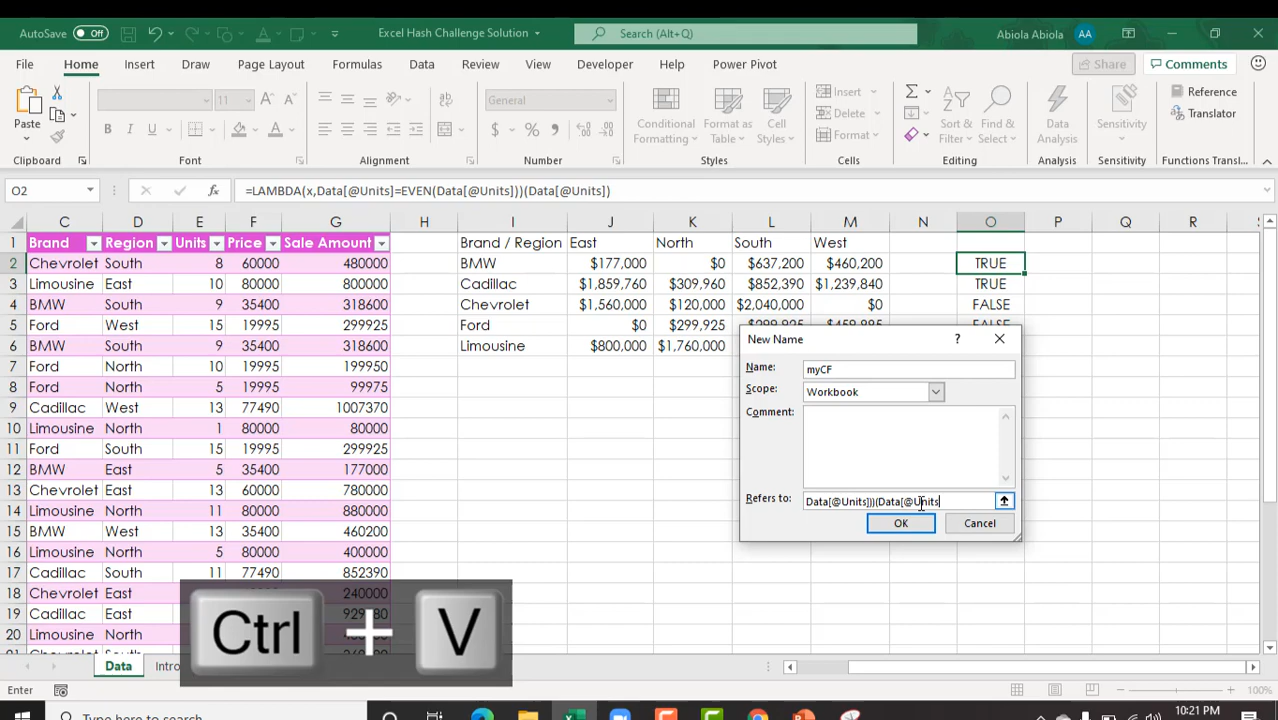 AutoSave Off Excel Hash Challenge Solution Search (Alt+Q) Abiola Abiola AA
File Home Insert Draw Page Layout Formulas Data Review View Developer Help Power Pivot Share Comments
Paste 11 General Conditional Formatting Format as Table Cell Styles Insert Delete Format Sort & Filter Find & Select Data Analysis Sensitivity Reference Translator
Clipboard Font Alignment Number Styles Cells Editing Analysis Sensitivity Functions Transl...
O2 fx =LAMBDA(x,Data[@Units]=EVEN(Data[@Units]))(Data[@Units])
C D E F G H I J K L M N O P Q R
1 Brand Region Units Price Sale Amount Brand / Region East North South West
2 Chevrolet South 8 60000 480000 BMW $177,000 $0 $637,200 $460,200 TRUE
3 Limousine East 10 80000 800000 Cadillac $1,859,760 $309,960 $852,390 $1,239,840 TRUE
4 BMW South 9 35400 318600 Chevrolet $1,560,000 $120,000 $2,040,000 $0 FALSE
5 Ford West 15 19995 299925 Ford $0 $299,925 $299,925 $459,885 FALSE
6 BMW South 9 35400 318600 Limousine $800,000 $1,760,000
7 Ford North 10 19995 199950
8 Ford North 5 19995 99975
9 Cadillac West 13 77490 1007370
10 Limousine North 1 80000 80000
11 Ford South 15 19995 299925
12 BMW East 5 35400 177000
13 Chevrolet East 13 60000 780000
14 Limousine North 11 80000 880000
15 BMW West 13 35400 460200
16 Limousine North 5 80000 400000
17 Cadillac South 11 77490 852390
18 Chevrolet East 240000
19 Cadillac East
20 Limousine North
New Name ?
Name: myCF
Scope: Workbook
Comment:
Refers to: Data[@Units]))(Data[@Units
OK Cancel
Ctrl + V
Data Intro
Enter 100%
Type here to search 10:21 PM